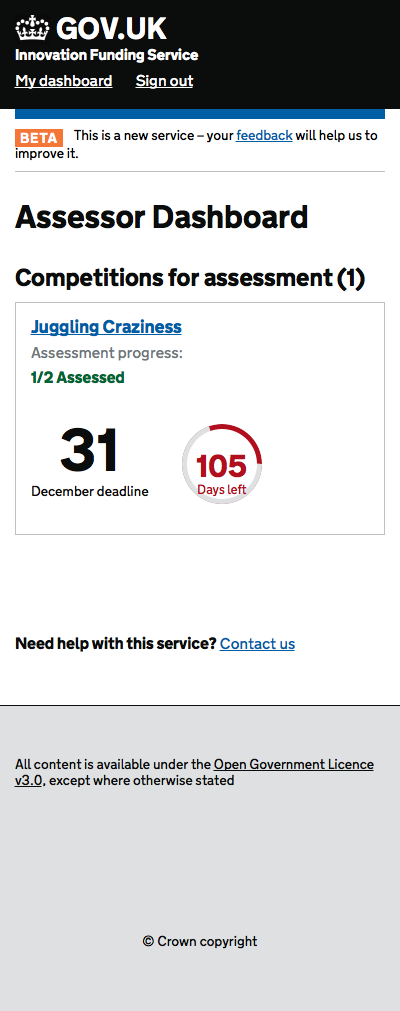 GOV.UK
Innovation Funding Service
My dashboard Sign out
BETA This is a new service – your feedback will help us to
improve it.
Assessor Dashboard
Competitions for assessment (1)
Juggling Craziness
Assessment progress:
1/2 Assessed
31
December deadline
105
Days left
Need help with this service? Contact us
All content is available under the Open Government Licence
v3.0, except where otherwise stated
© Crown copyright